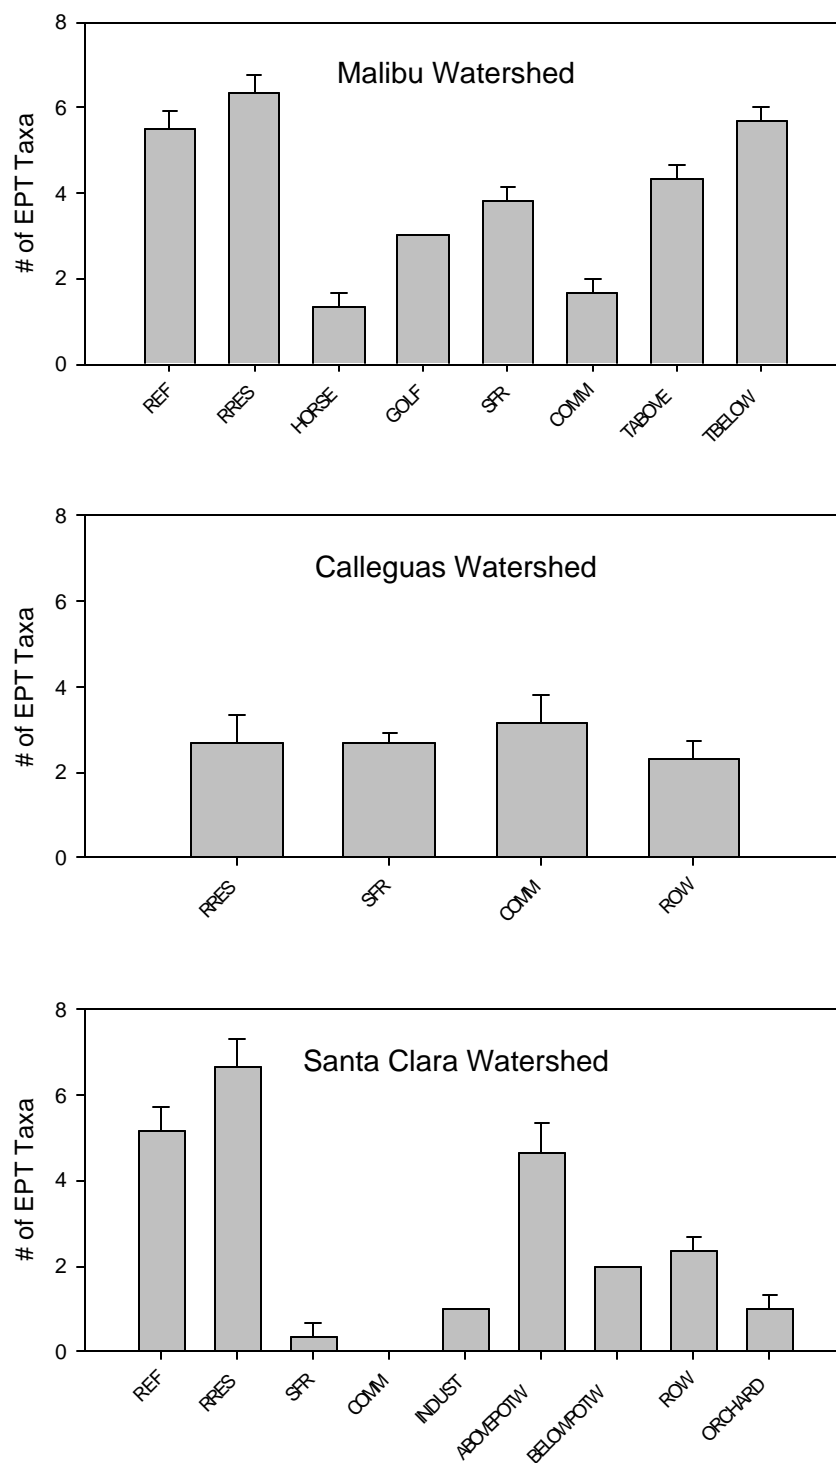 Malibu Watershed
# of EPT Taxa
8
6
4
2
0
REF
RRES
HORSE
GOLF
SFR
COMM
TABOVE
TBELOW
Calleguas Watershed
# of EPT Taxa
8
6
4
2
0
RRES
SFR
COMM
ROW
Santa Clara Watershed
# of EPT Taxa
8
6
4
2
0
REF
RRES
SFR
COMM
INDUST
ABOVEPOTW
BELOWPOTW
ROW
ORCHARD